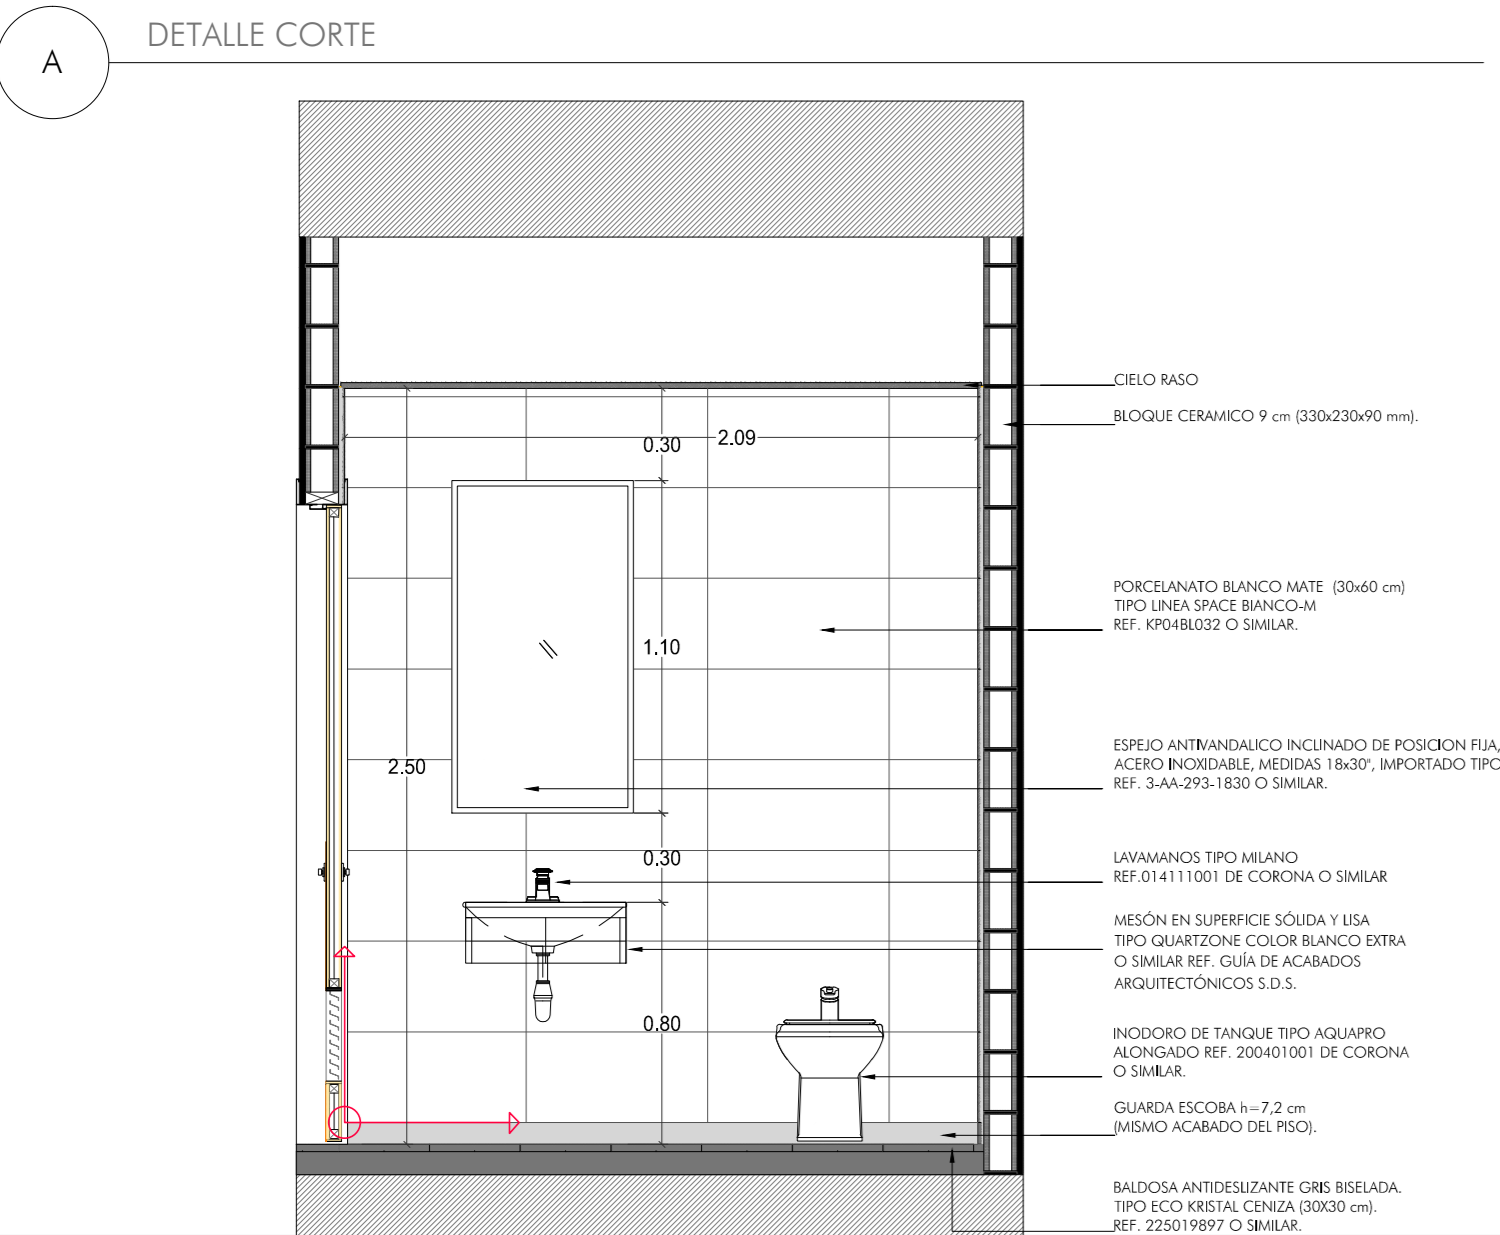 A
DETALLE CORTE
CIELO RASO
BLOQUE CERAMICO 9 cm (330x230x90 mm).
0.30
2.09
PORCELANATO BLANCO MATE (30x60 cm)
TIPO LINEA SPACE BIANCO-M
REF. KP04BL032 O SIMILAR.
1.10
2.50
ESPEJO ANTIVANDALICO INCLINADO DE POSICION FIJA,
ACERO INOXIDABLE, MEDIDAS 18x30", IMPORTADO TIPO
REF. 3-AA-293-1830 O SIMILAR.
0.30
LAVAMANOS TIPO MILANO
REF.014111001 DE CORONA O SIMILAR
MESÓN EN SUPERFICIE SÓLIDA Y LISA
TIPO QUARTZONE COLOR BLANCO EXTRA
O SIMILAR REF. GUÍA DE ACABADOS
ARQUITECTÓNICOS S.D.S.
0.80
INODORO DE TANQUE TIPO AQUAPRO
ALONGADO REF. 200401001 DE CORONA
O SIMILAR.
GUARDA ESCOBA h=7,2 cm
(MISMO ACABADO DEL PISO).
BALDOSA ANTIDESLIZANTE GRIS BISELADA.
TIPO ECO KRISTAL CENIZA (30X30 cm).
REF. 225019897 O SIMILAR.